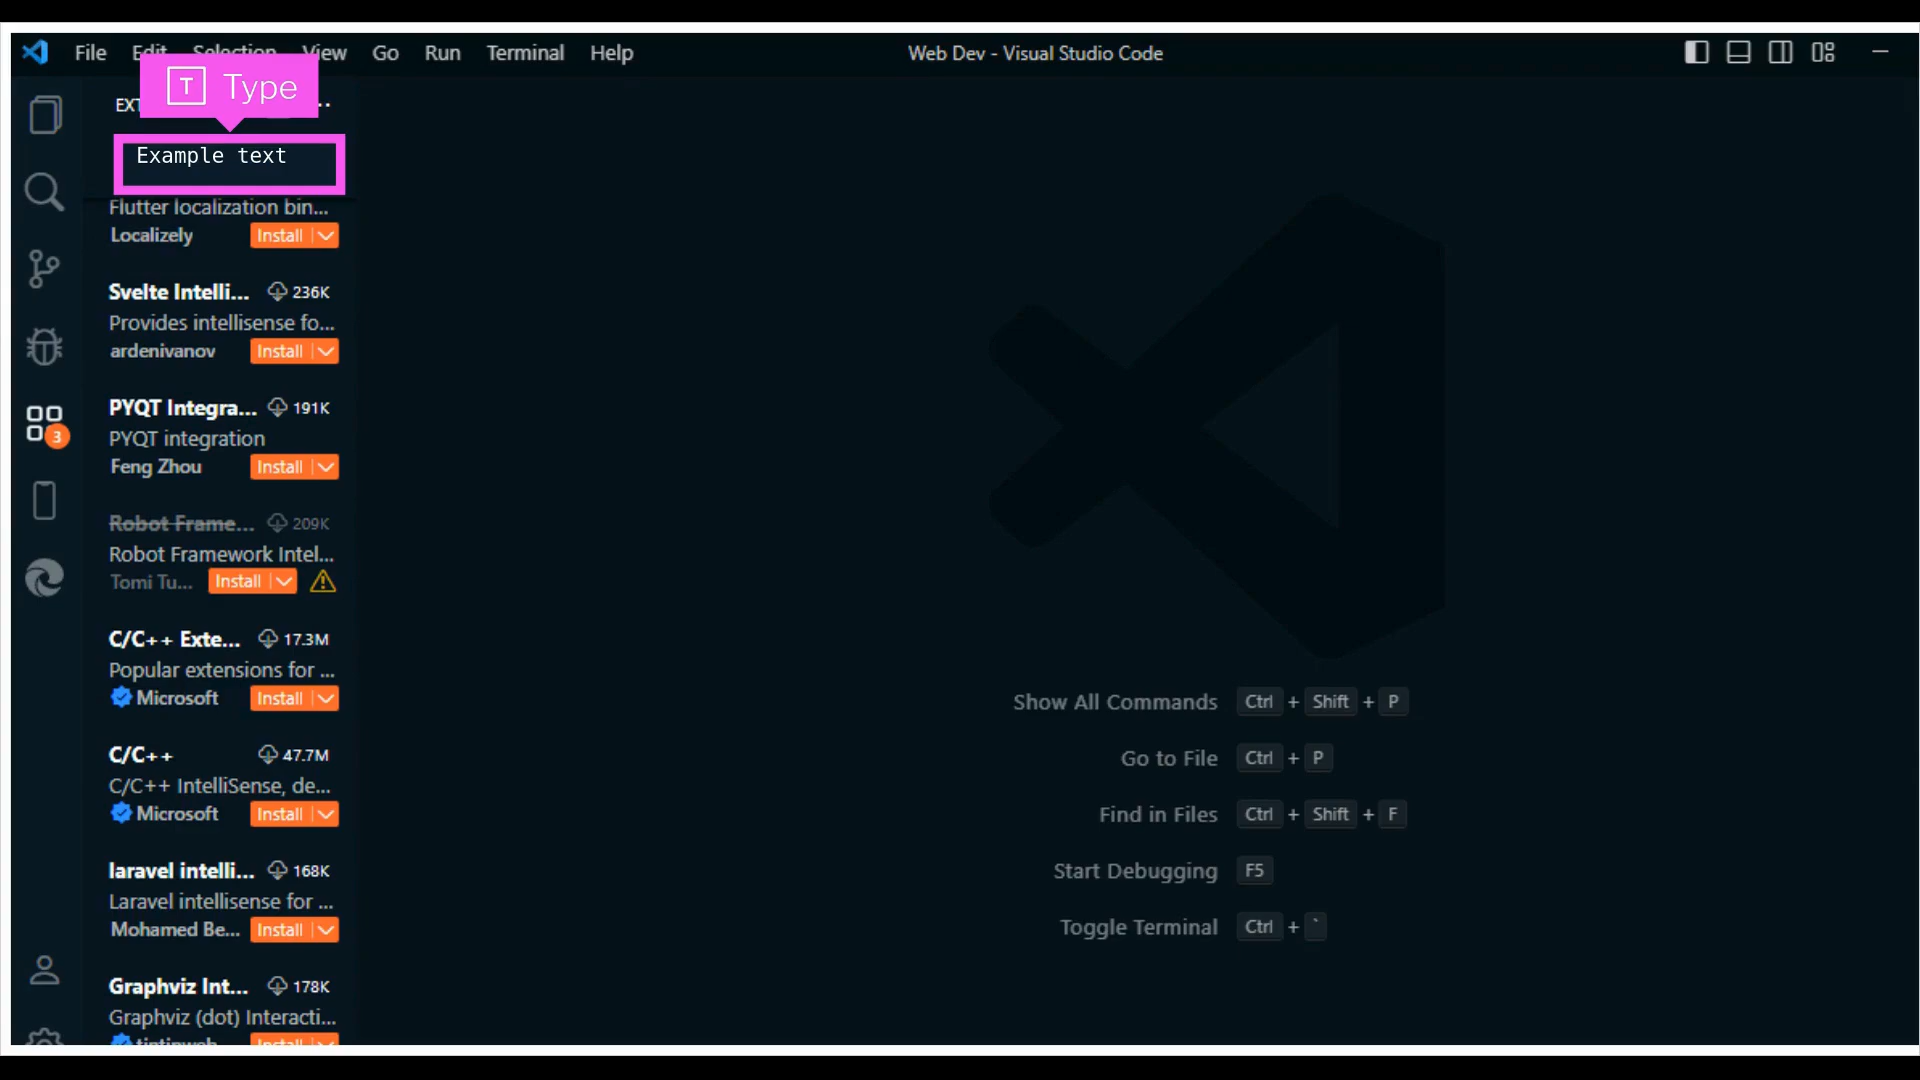 File Edit Selection View Go Run Terminal Help
Web Dev - Visual Studio Code
T Type
Example text
Flutter localization bin...
Localizely Install
Svelte Intelli... 236K
Provides intellisense fo...
ardenivanov Install
PYQT Integra... 191K
PYQT integration
Feng Zhou Install
Robot Frame... 209K
Robot Framework Intel...
Tomi Tu... Install
3
C/C++ Exte... 17.3M
Popular extensions for ...
Microsoft Install
C/C++ 47.7M
C/C++ IntelliSense, de...
Microsoft Install
laravel intelli... 168K
Laravel intellisense for ...
Mohamed Be... Install
Graphviz Int... 178K
Graphviz (dot) Interacti...
tintinweb Install
Show All Commands Ctrl + Shift + P
Go to File Ctrl + P
Find in Files Ctrl + Shift + F
Start Debugging F5
Toggle Terminal Ctrl + `